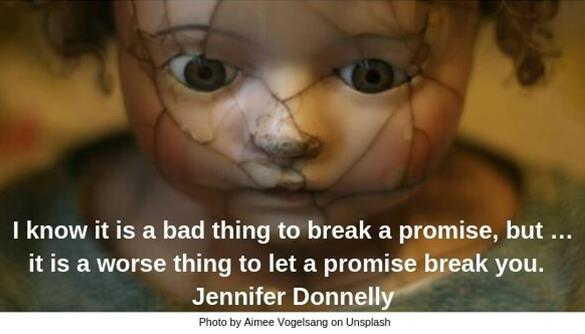 I know it is a bad thing to break a promise, but …
it is a worse thing to let a promise break you.
Jennifer Donnelly
Photo by Aimee Vogelsang on Unsplash